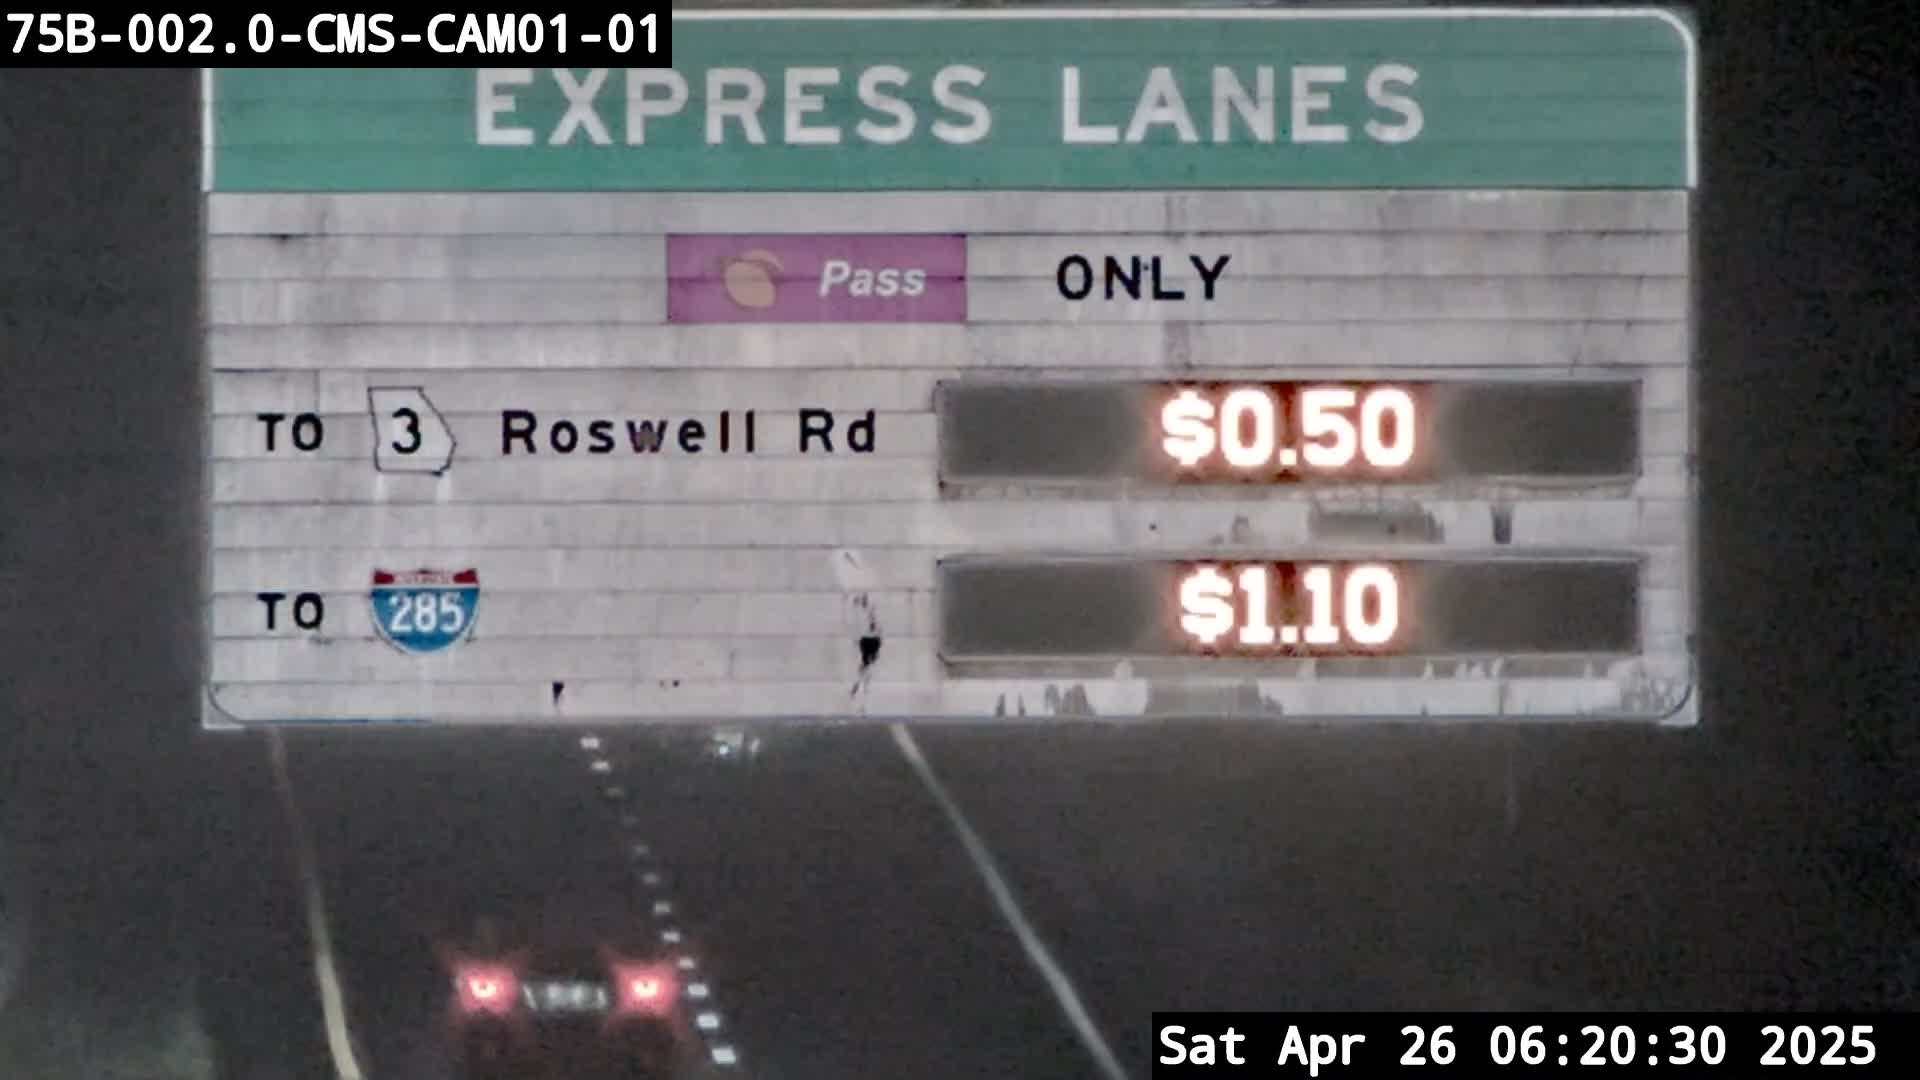 75B-002.0-CMS-CAM01-01
EXPRESS LANES
Pass ONLY
TO 3 Roswell Rd $0.50
TO 285 $1.10
Sat Apr 26 06:20:30 2025